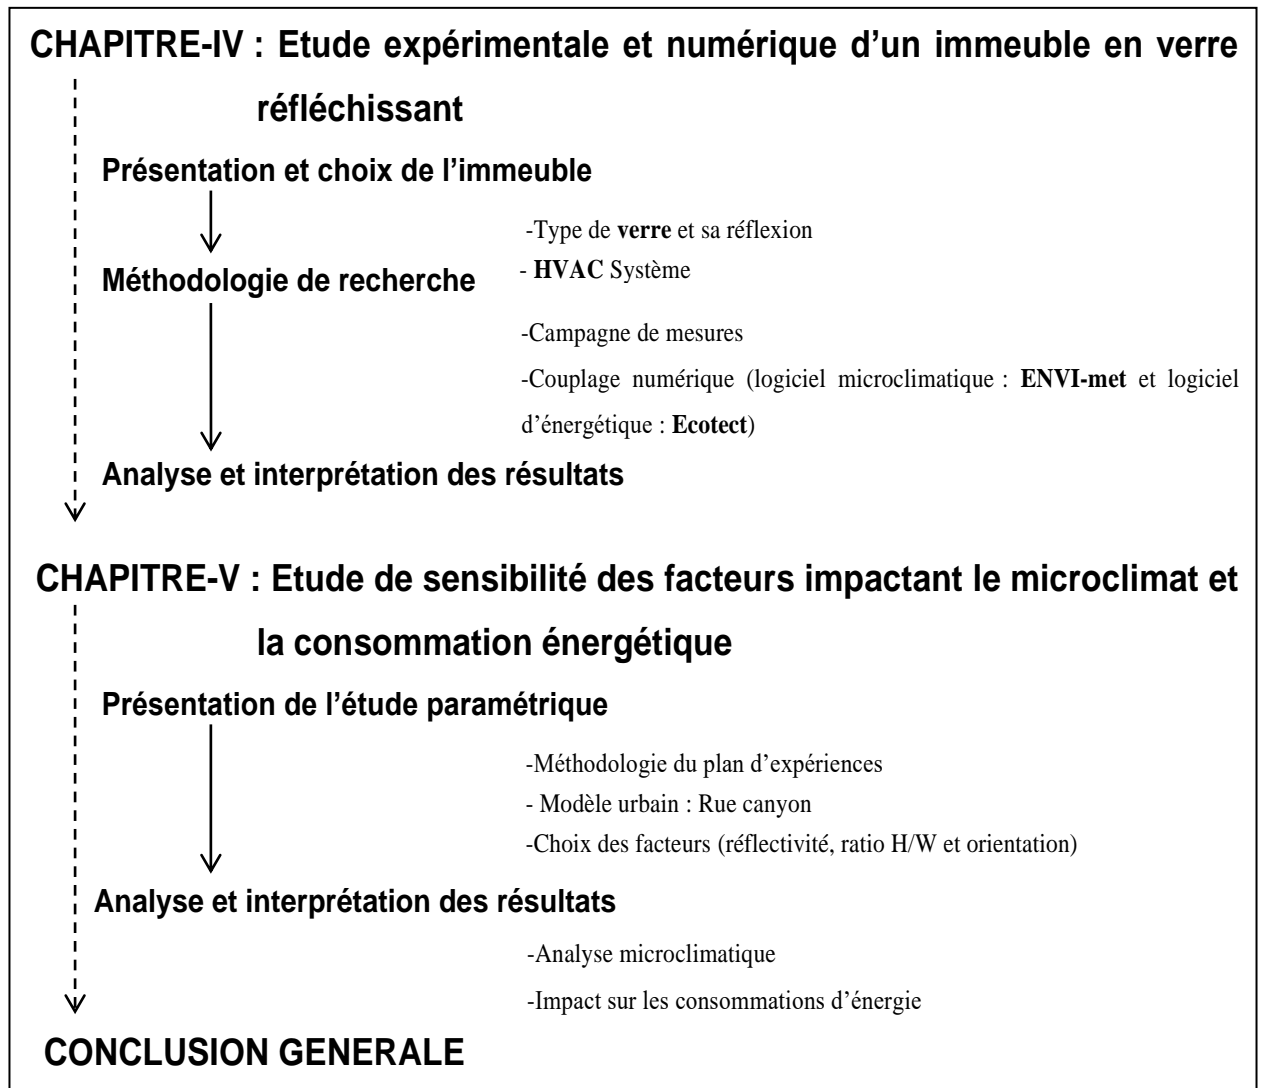 CHAPITRE-IV : Etude expérimentale et numérique d’un immeuble en verre
réfléchissant
Présentation et choix de l’immeuble
-Type de verre et sa réflexion
- HVAC Système
Méthodologie de recherche
-Campagne de mesures
-Couplage numérique (logiciel microclimatique : ENVI-met et logiciel
d’énergétique : Ecotect)
Analyse et interprétation des résultats
CHAPITRE-V : Etude de sensibilité des facteurs impactant le microclimat et
la consommation énergétique
Présentation de l’étude paramétrique
-Méthodologie du plan d’expériences
- Modèle urbain : Rue canyon
-Choix des facteurs (réflectivité, ratio H/W et orientation)
Analyse et interprétation des résultats
-Analyse microclimatique
-Impact sur les consommations d’énergie
CONCLUSION GENERALE